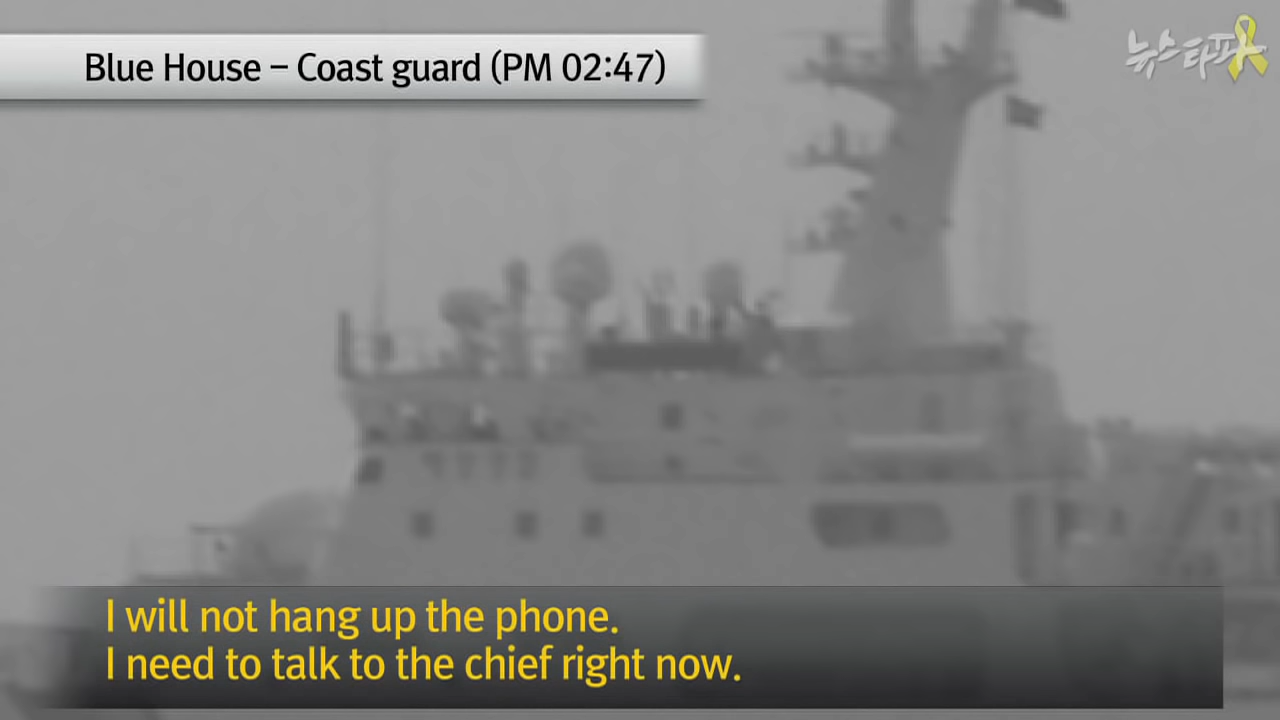 Blue House – Coast guard (PM 02:47)
뉴스타파
I will not hang up the phone.
I need to talk to the chief right now.